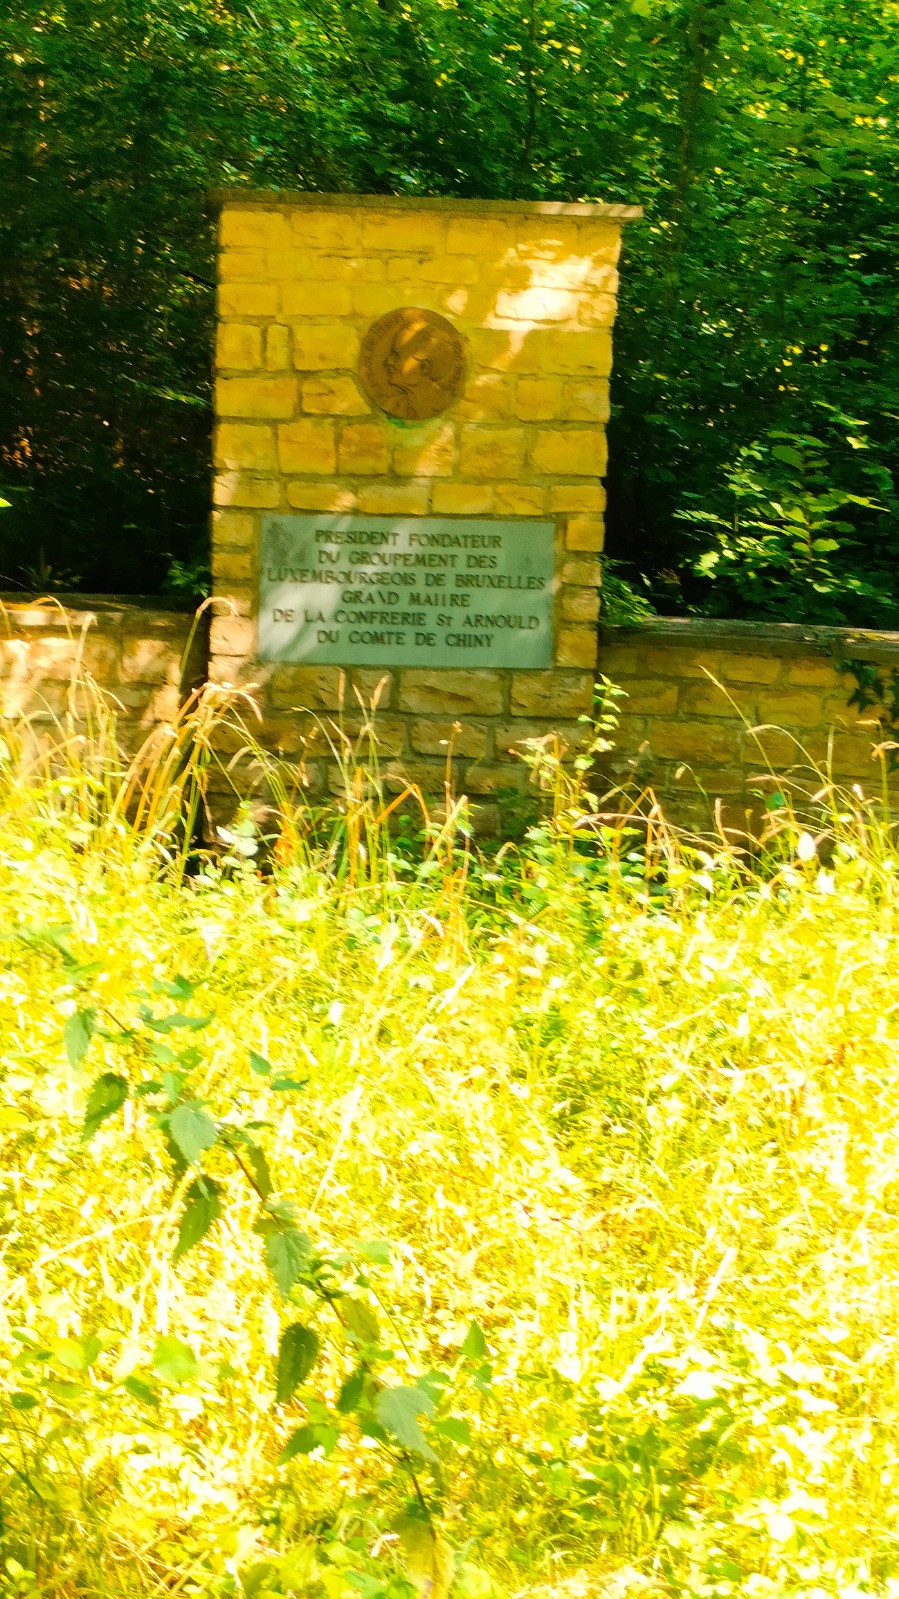 PRESIDENT FONDATEUR
DU GROUPEMENT DES
LUXEMBOURGEOIS DE BRUXELLES
GRAND MAITRE
DE LA CONFRERIE St ARNOULD
DU COMTE DE CHINY